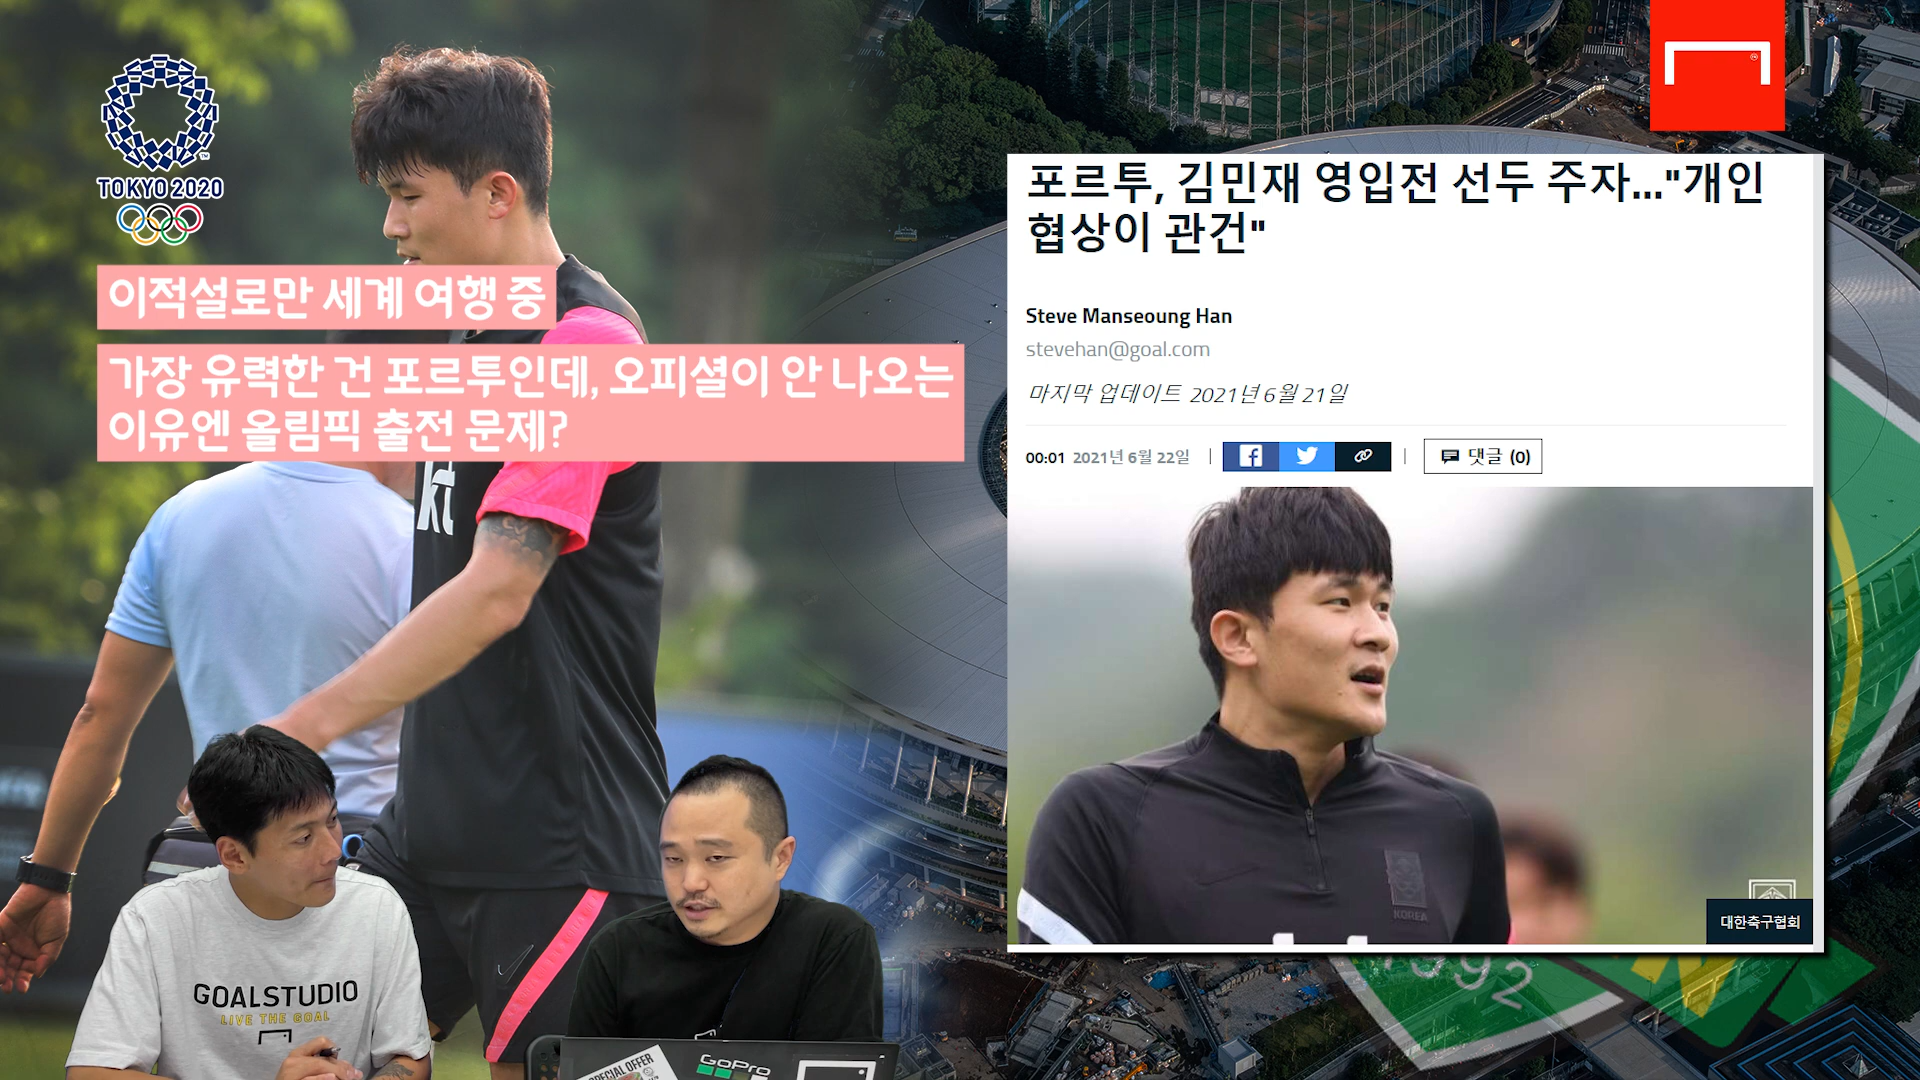 TOKYO 2020
이적설로만 세계 여행 중
가장 유력한 건 포르투인데, 오피셜이 안 나오는
이유엔 올림픽 출전 문제?
kt
GOALSTUDIO
LIVE THE GOAL
SPECIAL OFFER
GoPro
포르투, 김민재 영입전 선두 주자..."개인
협상이 관건"
Steve Manseoung Han
stevehan@goal.com
마지막 업데이트 2021년 6월 21일
00:01 2021년 6월 22일
댓글 (0)
KOREA
대한축구협회
1992